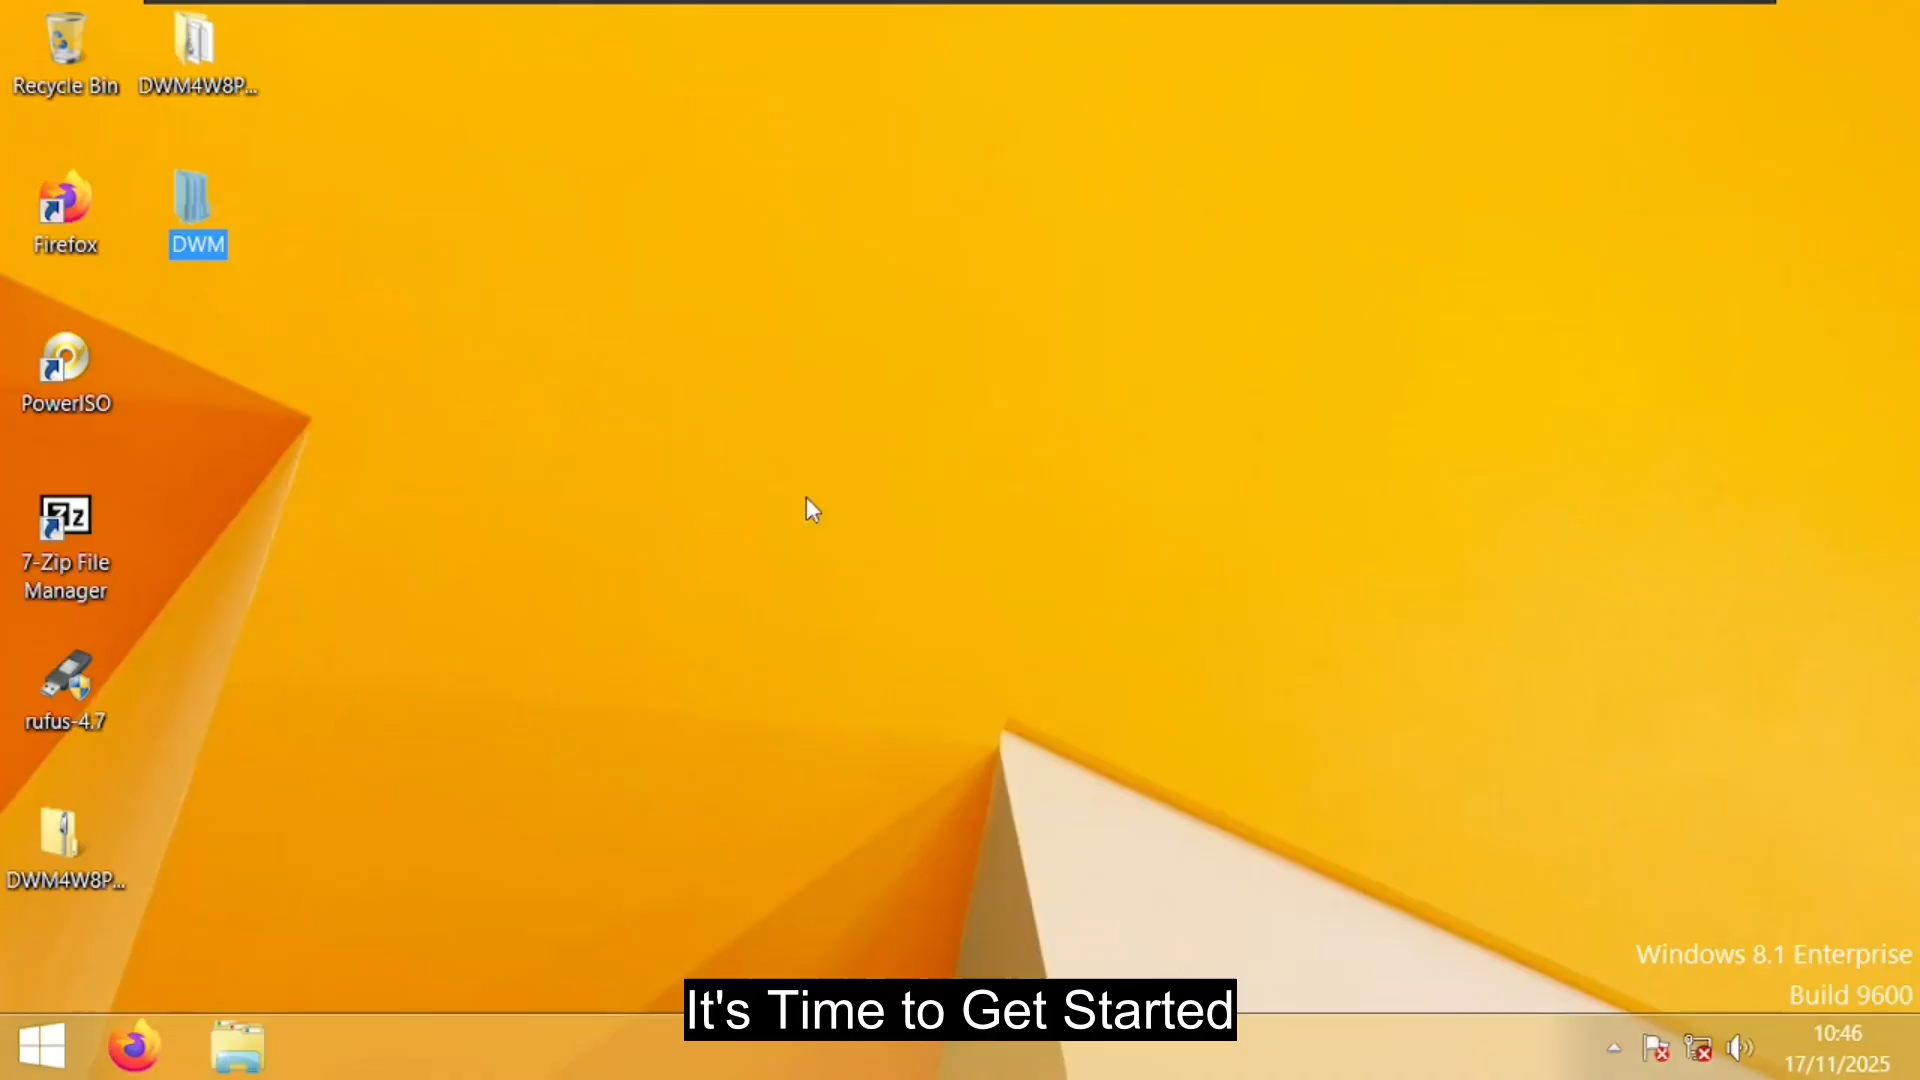 Recycle Bin
DWM4W8P...
Firefox
DWM
PowerISO
7-Zip File
Manager
rufus-4.7
DWM4W8P...
Windows 8.1 Enterprise
Build 9600
It's Time to Get Started
10:46
17/11/2025